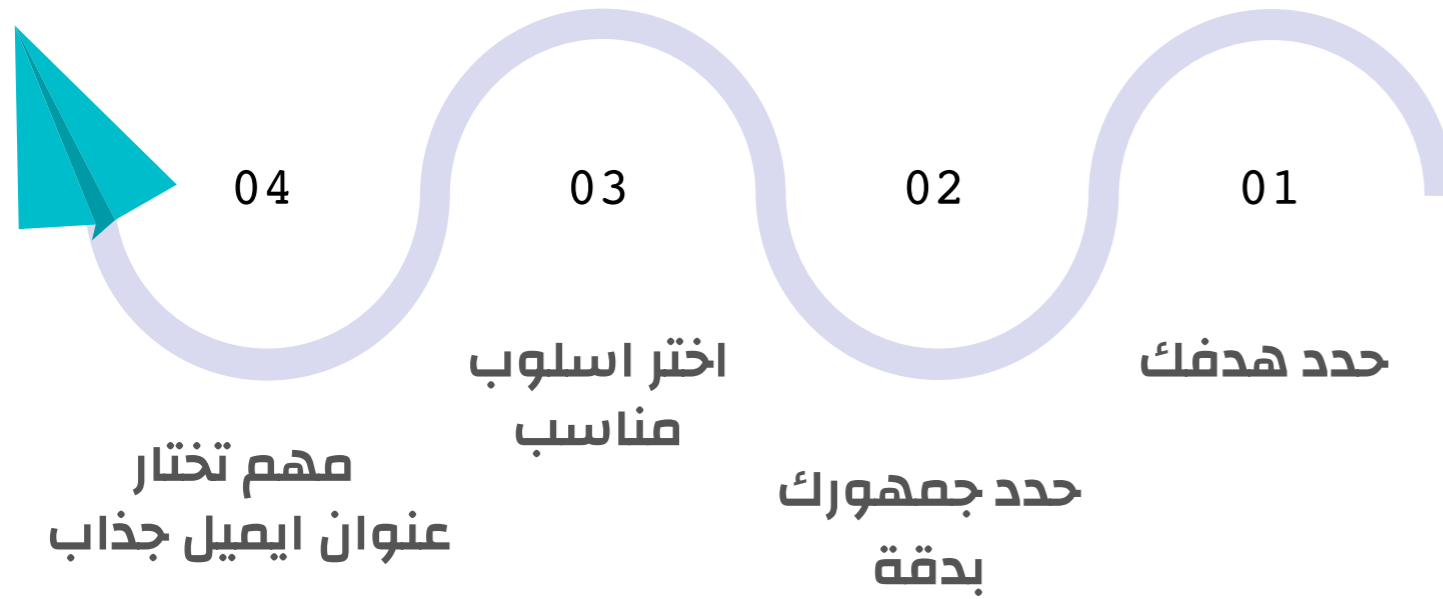 01
حدد هدفك
02
حدد جمهورك
بدقة
03
اختر اسلوب
مناسب
04
مهم تختار
عنوان ايميل جذاب